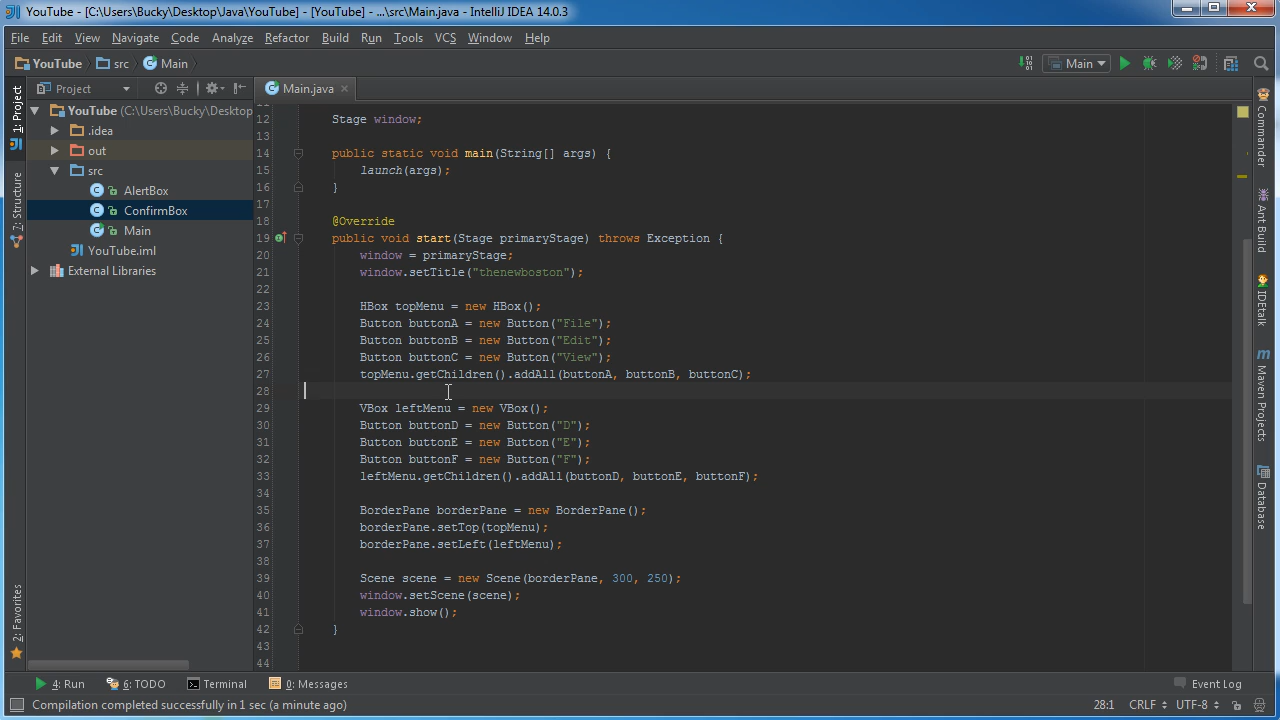 YouTube - [C:\Users\Bucky\Desktop\Java\YouTube] - [YouTube] - ...\src\Main.java - IntelliJ IDEA 14.0.3
File Edit View Navigate Code Analyze Refactor Build Run Tools VCS Window Help
YouTube src Main
Main
Project
Main.java
1: Project
7: Structure
2: Favorites
YouTube (C:\Users\Bucky\Desktop
.idea
out
src
AlertBox
ConfirmBox
Main
YouTube.iml
External Libraries
12 Stage window;
13
14 public static void main(String[] args) {
15 launch(args);
16 }
17
18 @Override
19 public void start(Stage primaryStage) throws Exception {
20 window = primaryStage;
21 window.setTitle("thenewboston");
22
23 HBox topMenu = new HBox();
24 Button buttonA = new Button("File");
25 Button buttonB = new Button("Edit");
26 Button buttonC = new Button("View");
27 topMenu.getChildren().addAll(buttonA, buttonB, buttonC);
28
29 VBox leftMenu = new VBox();
30 Button buttonD = new Button("D");
31 Button buttonE = new Button("E");
32 Button buttonF = new Button("F");
33 leftMenu.getChildren().addAll(buttonD, buttonE, buttonF);
34
35 BorderPane borderPane = new BorderPane();
36 borderPane.setTop(topMenu);
37 borderPane.setLeft(leftMenu);
38
39 Scene scene = new Scene(borderPane, 300, 250);
40 window.setScene(scene);
41 window.show();
42 }
43
44
Commander
Ant Build
IDEtalk
Maven Projects
Database
4: Run 6: TODO Terminal 0: Messages Event Log
Compilation completed successfully in 1 sec (a minute ago) 28:1 CRLF UTF-8